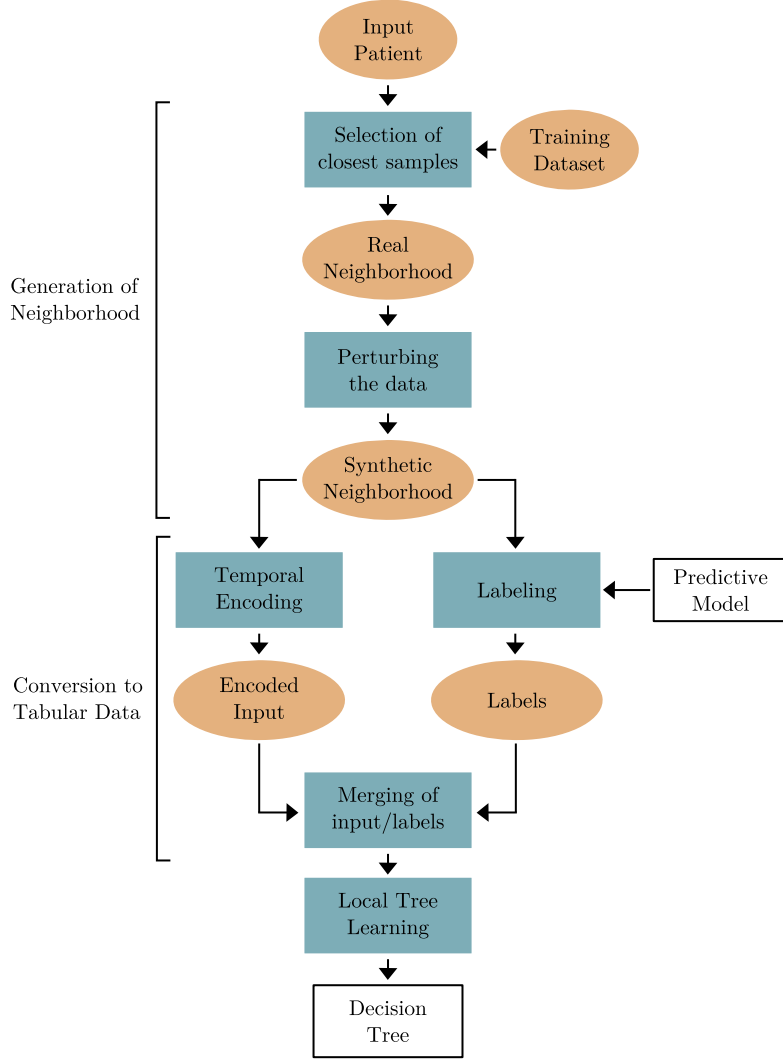 Input
Patient
Selection of
closest samples
Training
Dataset
Real
Neighborhood
Generation of
Neighborhood
Perturbing
the data
Synthetic
Neighborhood
Temporal
Encoding
Labeling
Predictive
Model
Conversion to
Tabular Data
Encoded
Input
Labels
Merging of
input/labels
Local Tree
Learning
Decision
Tree